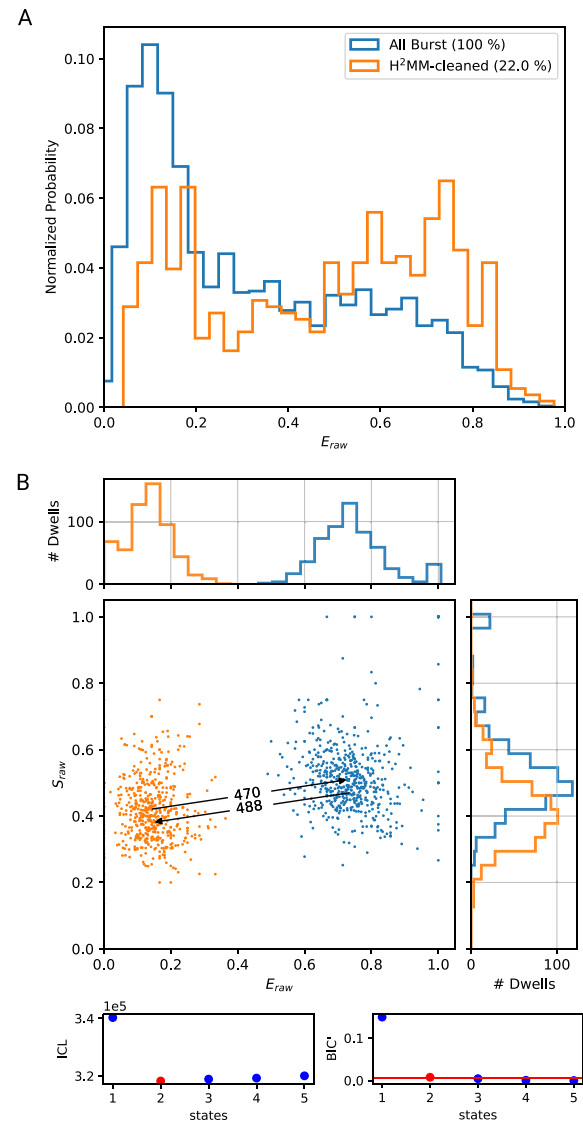 A
All Burst (100 %)
H²MM-cleaned (22.0 %)
Normalized Probability
0.10
0.08
0.06
0.04
0.02
0.00
0.0 0.2 0.4 0.6 0.8 1.0
E_raw
B
# Dwells
100
0
S_raw
1.0
0.8
0.6
0.4
0.2
0.0
470
488
0.0 0.2 0.4 0.6 0.8 1.0
E_raw
0 100
# Dwells
1e5
ICL
3.4
3.2
1 2 3 4 5
states
BIC'
0.1
0.0
1 2 3 4 5
states